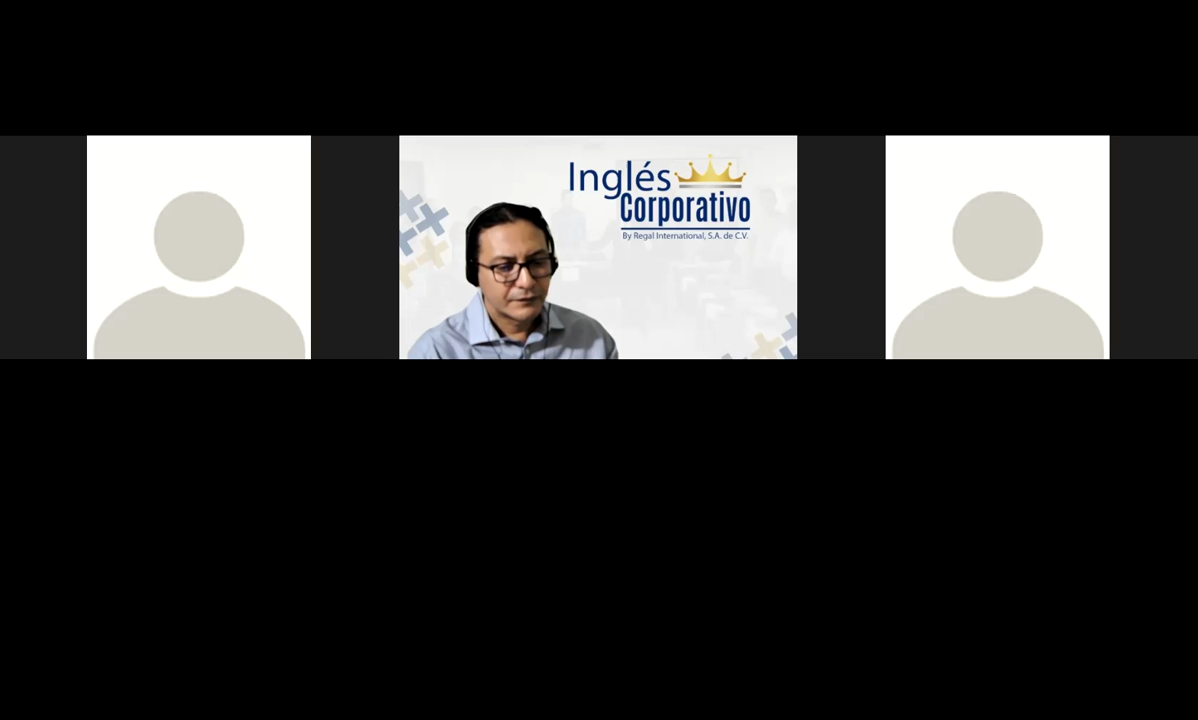 Inglés
Corporativo
By Regal International, S.A. de C.V.